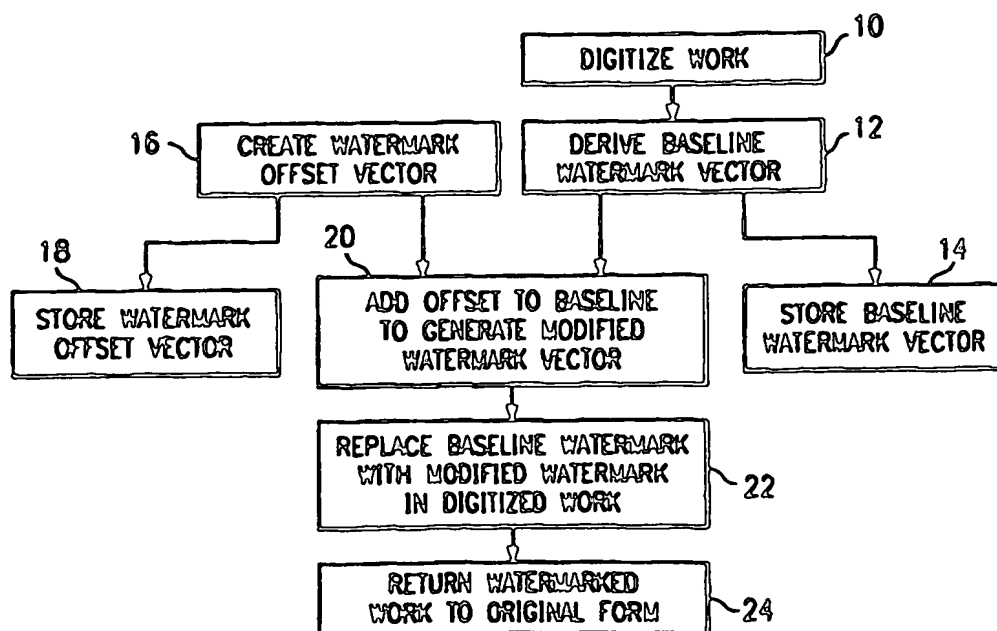 10
DIGITIZE WORK
16
CREATE WATERMARK
OFFSET VECTOR
12
DERIVE BASELINE
WATERMARK VECTOR
18
STORE WATERMARK
OFFSET VECTOR
20
ADD OFFSET TO BASELINE
TO GENERATE MODIFIED
WATERMARK VECTOR
14
STORE BASELINE
WATERMARK VECTOR
REPLACE BASELINE WATERMARK
WITH MODIFIED WATERMARK
IN DIGITIZED WORK
22
RETURN WATERMARKED
WORK TO ORIGINAL FORM
24